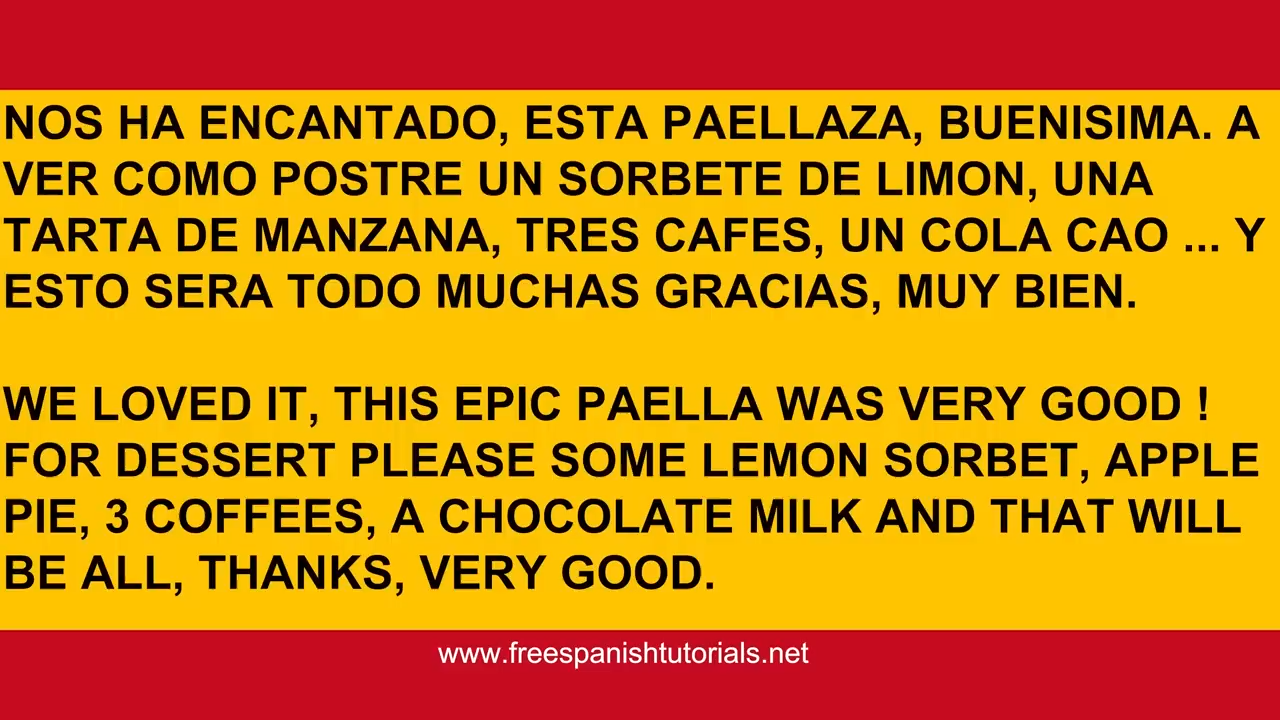 NOS HA ENCANTADO, ESTA PAELLAZA, BUENISIMA. A
VER COMO POSTRE UN SORBETE DE LIMON, UNA
TARTA DE MANZANA, TRES CAFES, UN COLA CAO ... Y
ESTO SERA TODO MUCHAS GRACIAS, MUY BIEN.
WE LOVED IT, THIS EPIC PAELLA WAS VERY GOOD !
FOR DESSERT PLEASE SOME LEMON SORBET, APPLE
PIE, 3 COFFEES, A CHOCOLATE MILK AND THAT WILL
BE ALL, THANKS, VERY GOOD.
www.freespanishtutorials.net